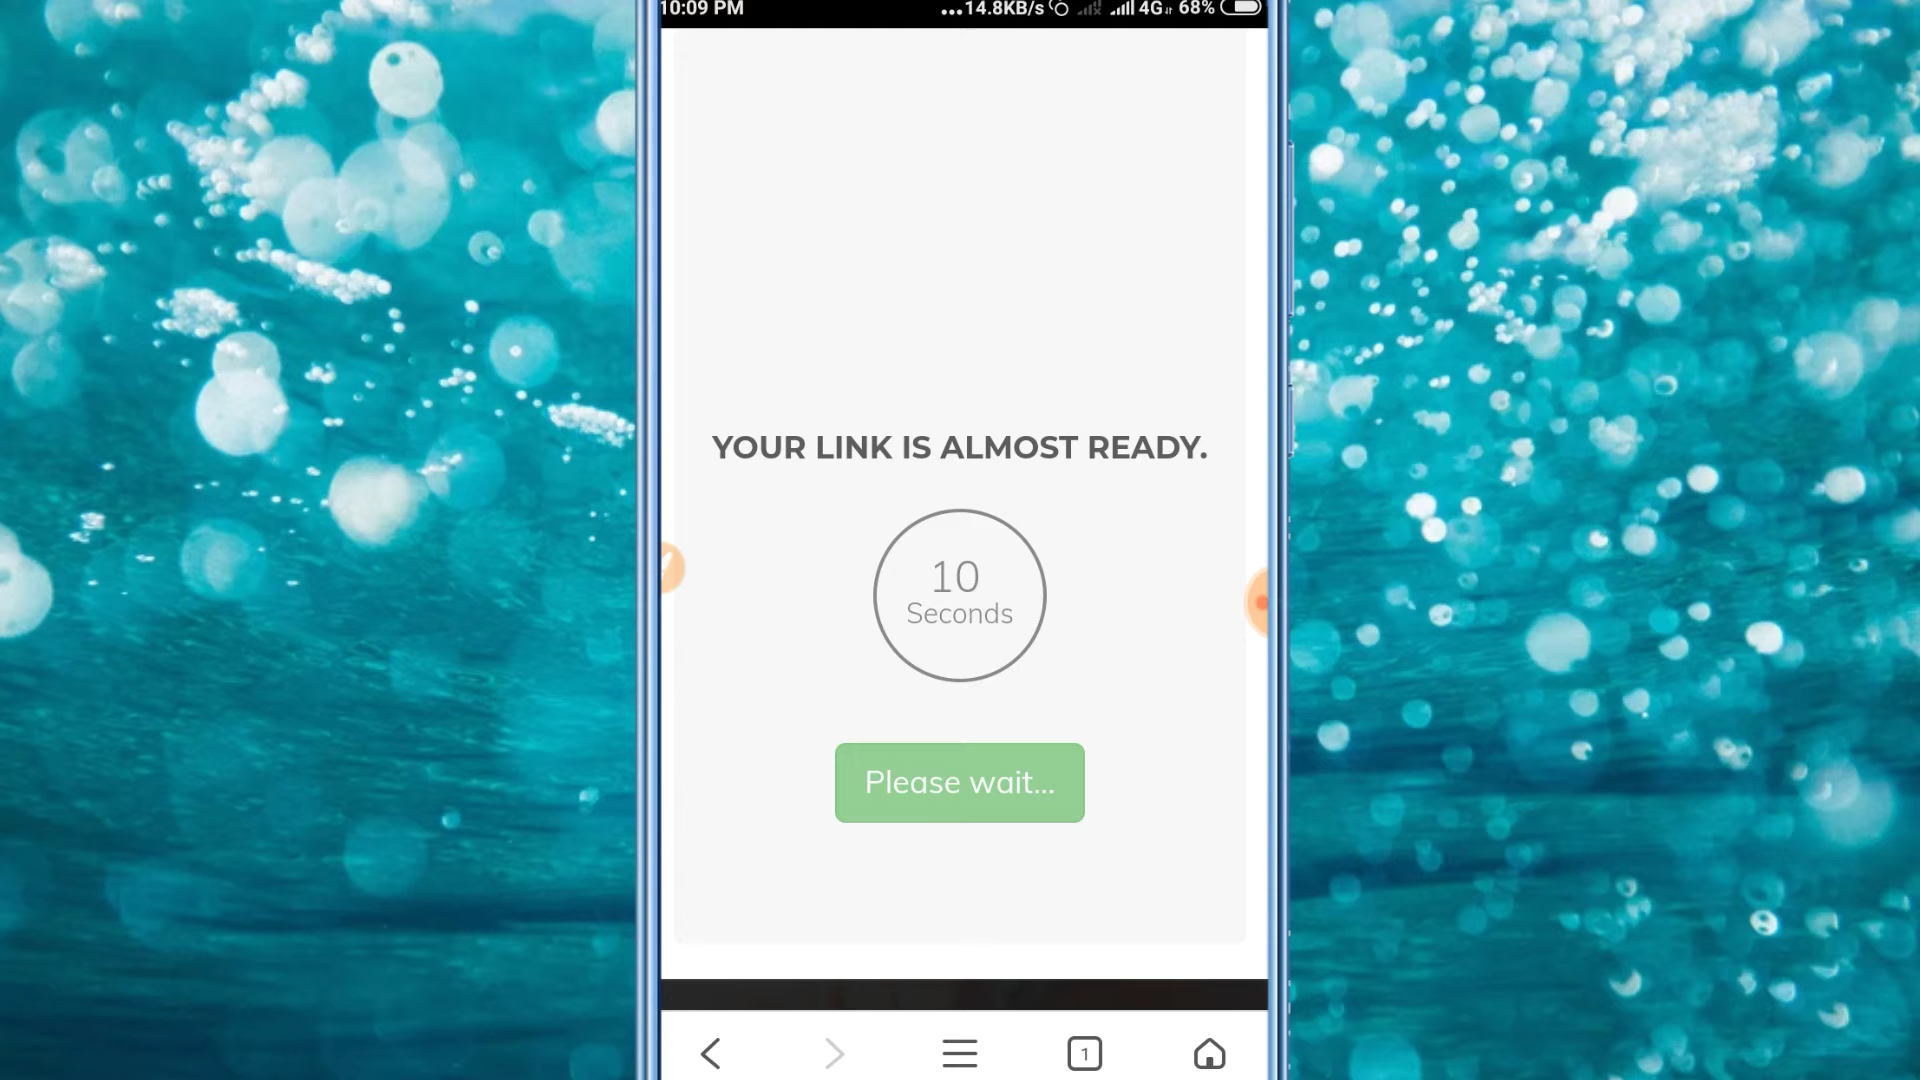 10:09 PM ...14.8KB/s 4G 68%
YOUR LINK IS ALMOST READY.
10
Seconds
Please wait...
1